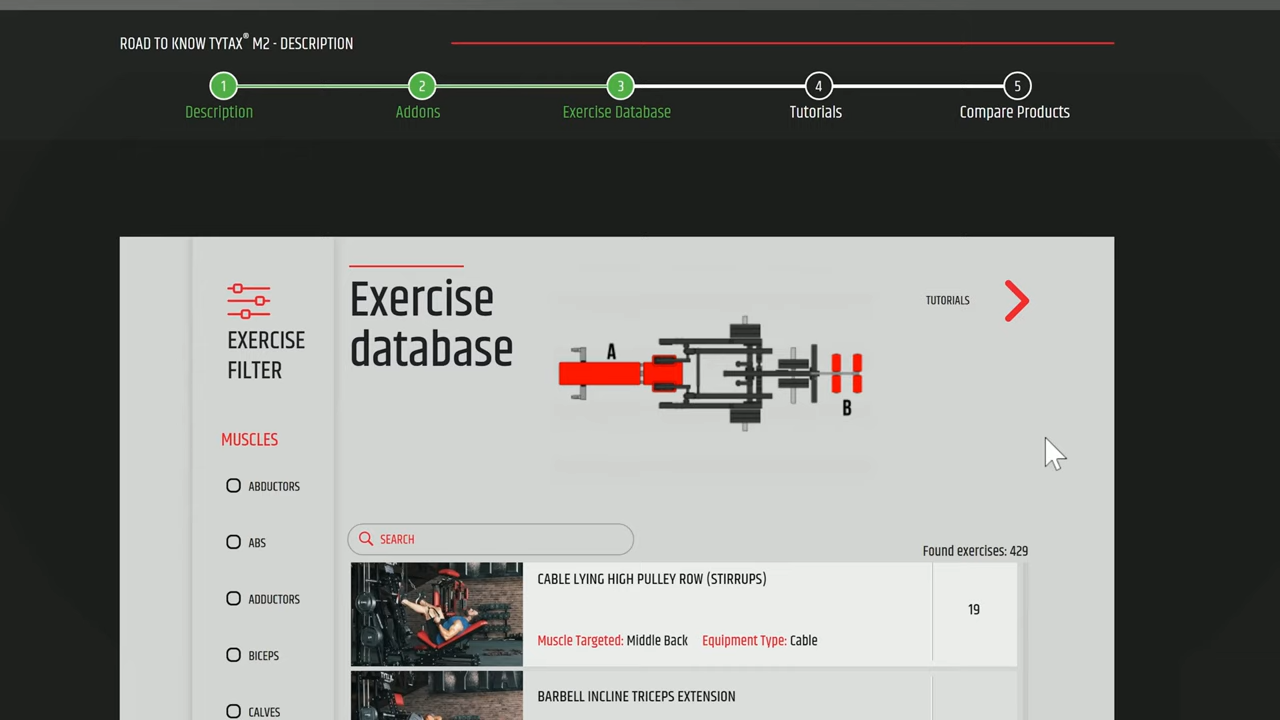 ROAD TO KNOW TYTAX® M2 - DESCRIPTION
1 2 3 4 5
Description Addons Exercise Database Tutorials Compare Products
EXERCISE
FILTER
Exercise
database
A
B
TUTORIALS
MUSCLES
ABDUCTORS
ABS
ADDUCTORS
BICEPS
CALVES
SEARCH
Found exercises: 429
CABLE LYING HIGH PULLEY ROW (STIRRUPS)
19
Muscle Targeted: Middle Back Equipment Type: Cable
BARBELL INCLINE TRICEPS EXTENSION